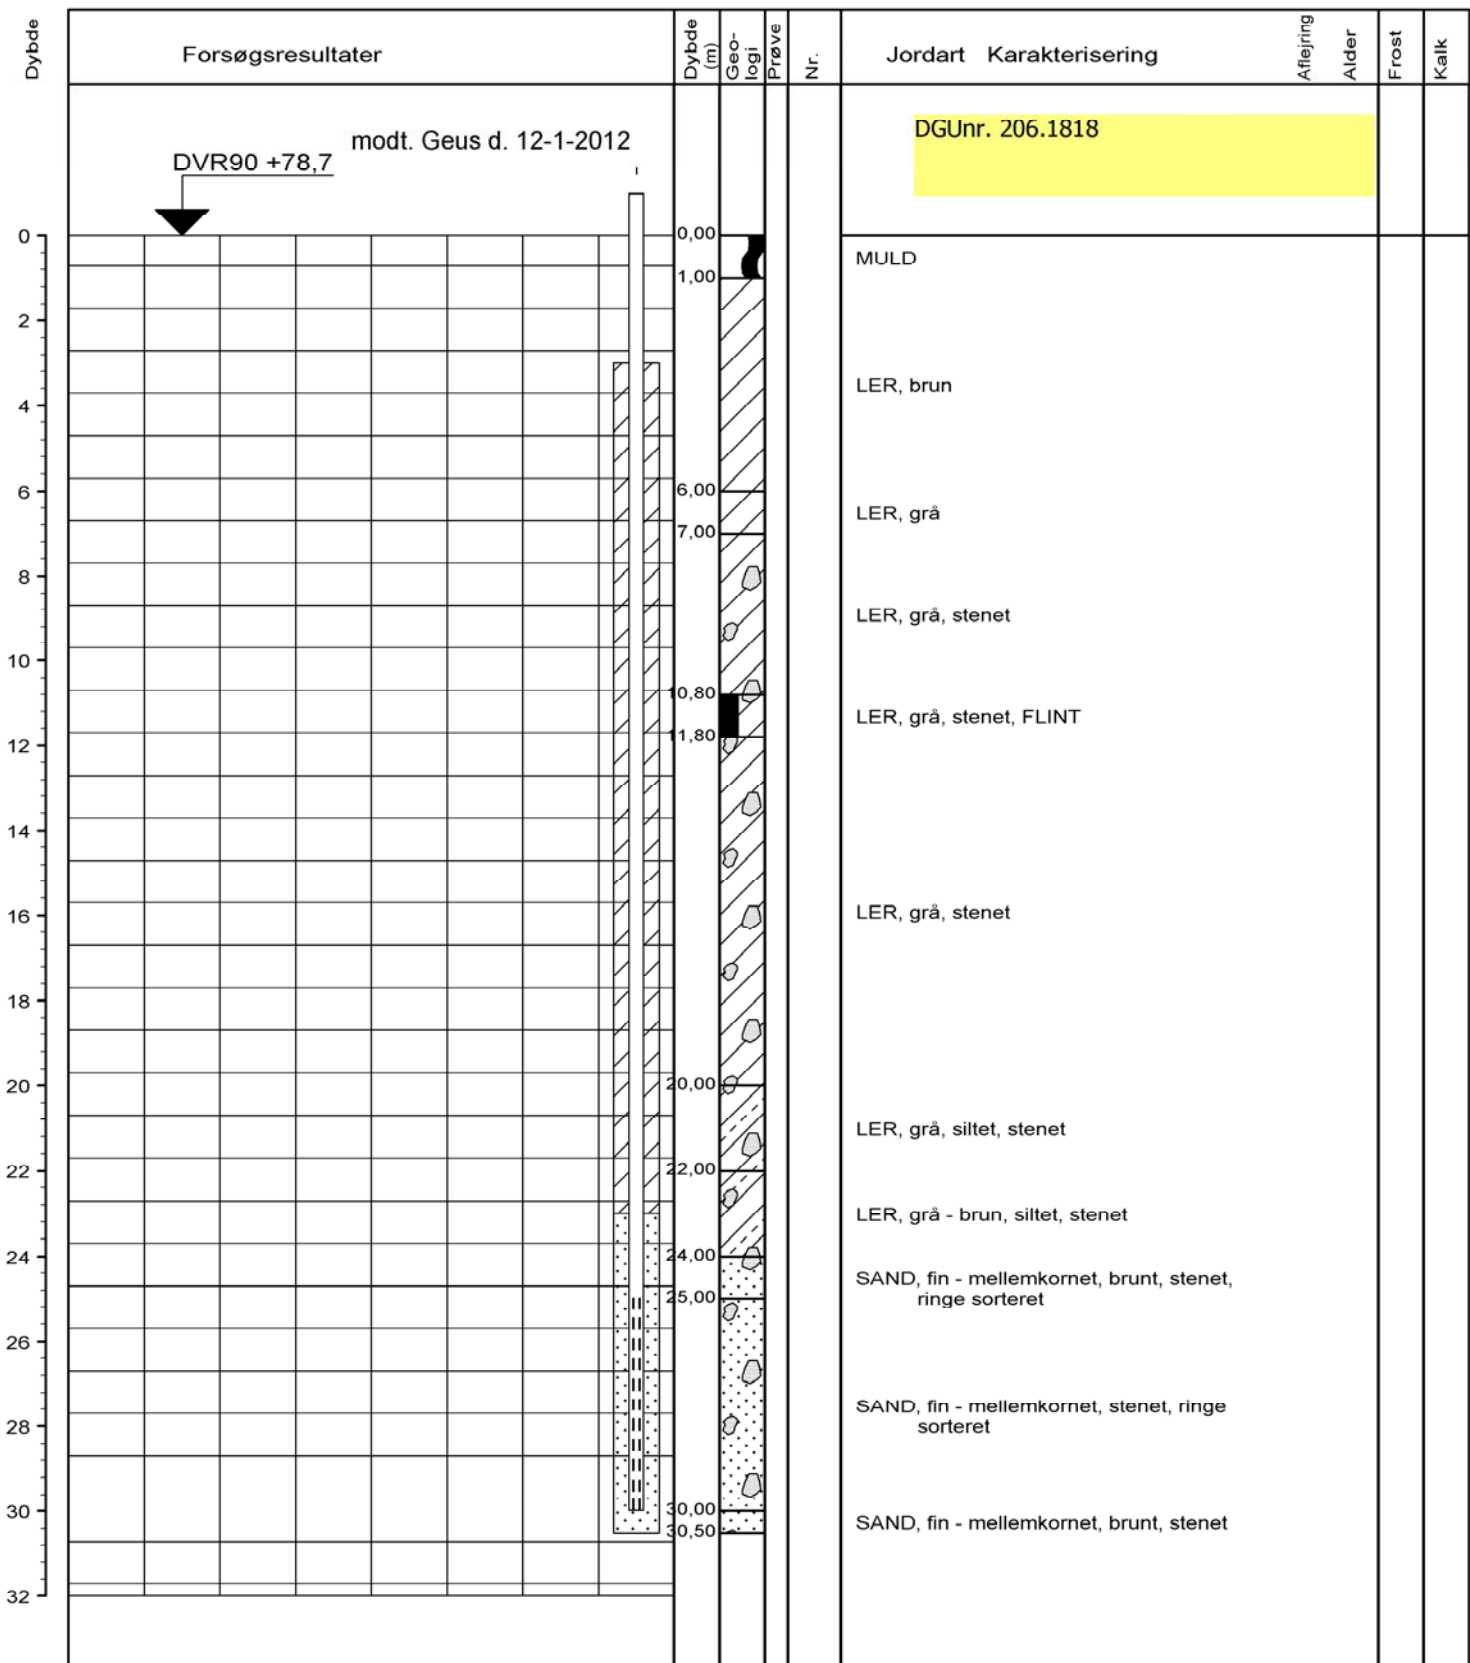 Dybde
Forsøgsresultater
Dybde
(m)
Geo-
logi
Prøve
Nr.
Jordart Karakterisering
Aflejring
Alder
Frost
Kalk
modt. Geus d. 12-1-2012
DGUnr. 206.1818
DVR90 +78,7
0
2
4
6
8
10
12
14
16
18
20
22
24
26
28
30
32
0,00
1,00
6,00
7,00
10,80
11,80
20,00
22,00
24,00
25,00
30,00
30,50
MULD
LER, brun
LER, grå
LER, grå, stenet
LER, grå, stenet, FLINT
LER, grå, stenet
LER, grå, siltet, stenet
LER, grå - brun, siltet, stenet
SAND, fin - mellemkornet, brunt, stenet,
ringe sorteret
SAND, fin - mellemkornet, stenet, ringe
sorteret
SAND, fin - mellemkornet, brunt, stenet